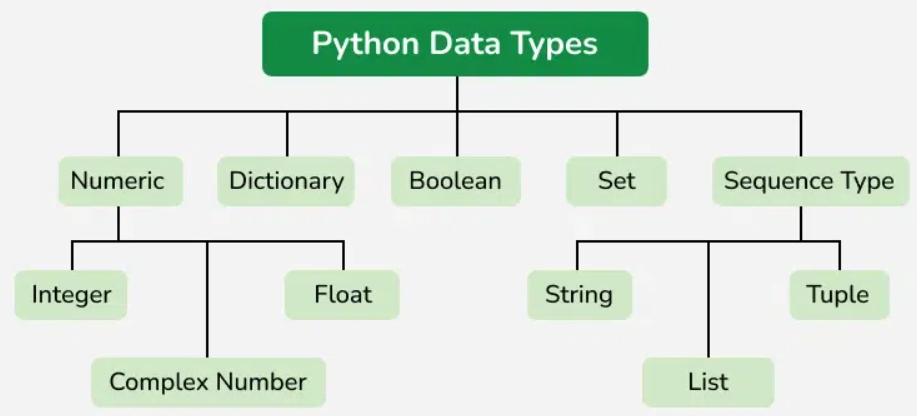 Python Data Types
Numeric
Dictionary
Boolean
Set
Sequence Type
Integer
Float
String
Tuple
Complex Number
List